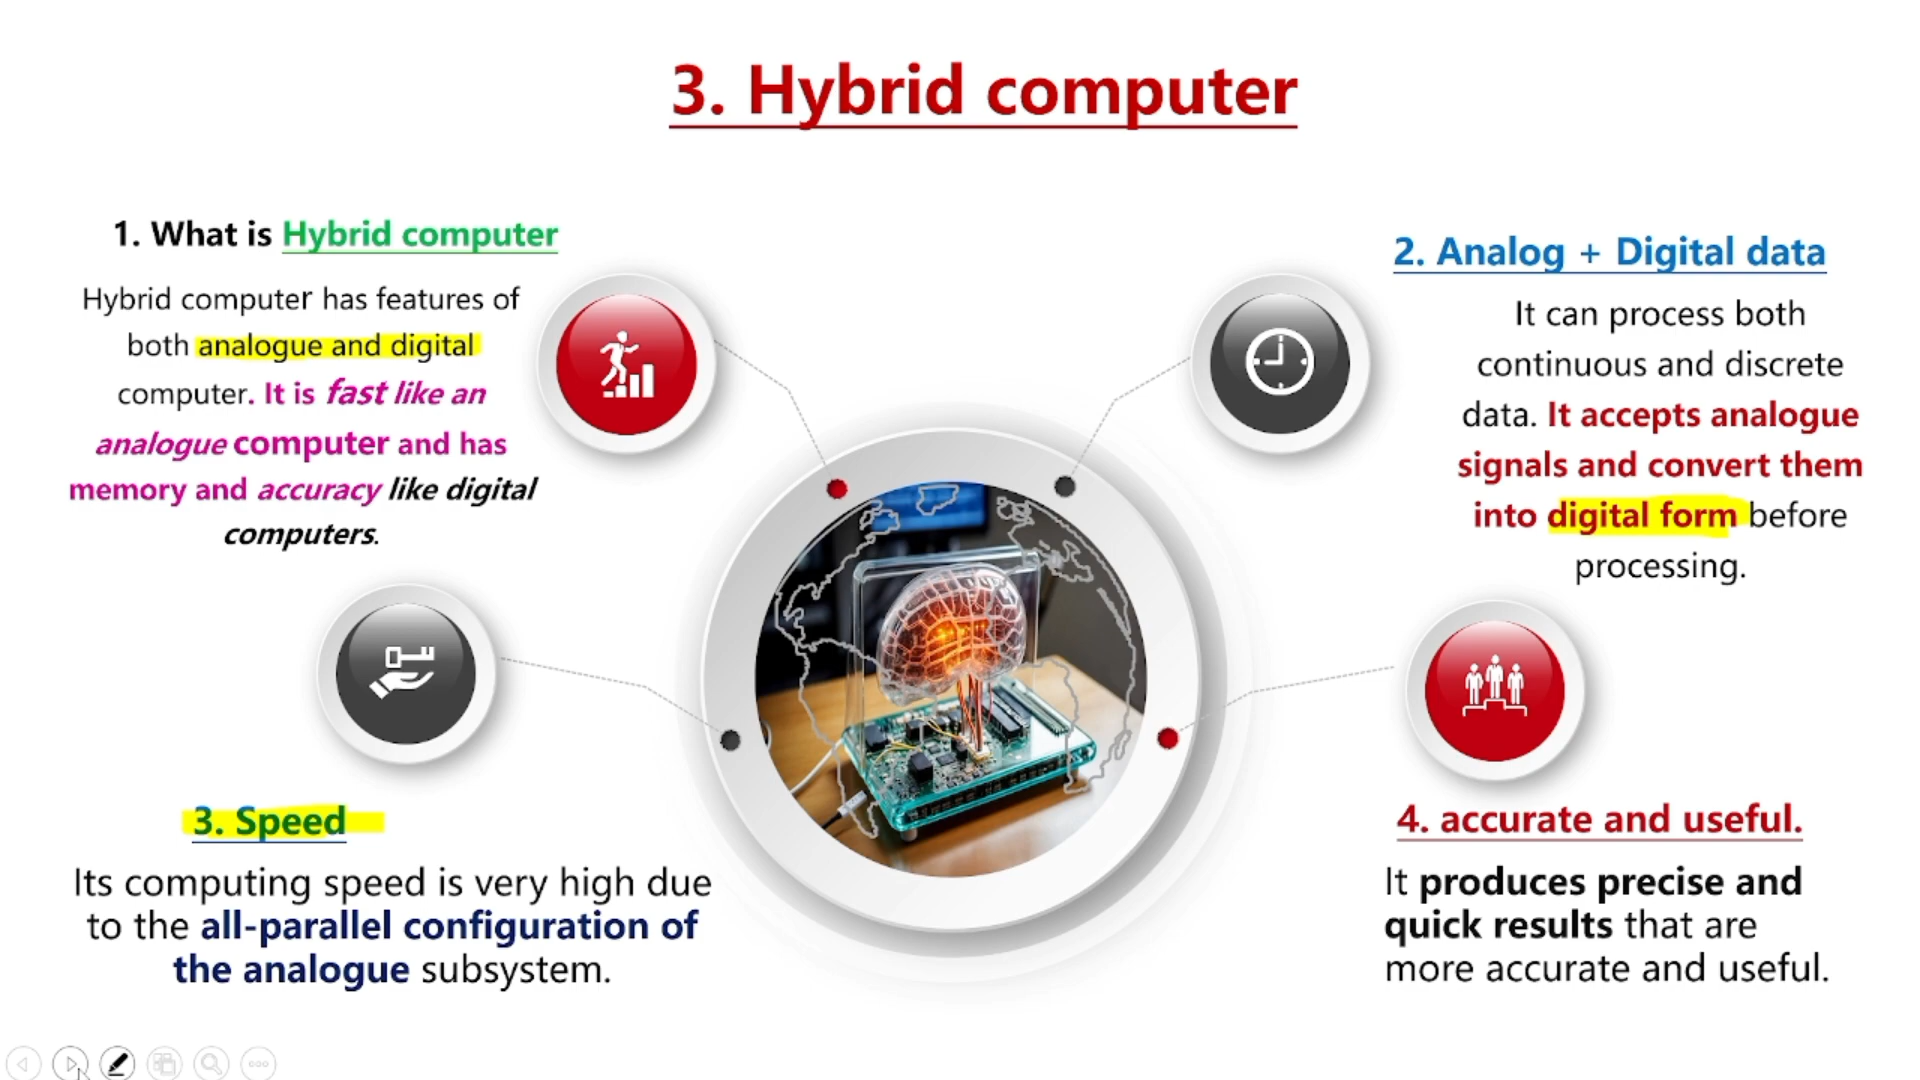 3. Hybrid computer
1. What is Hybrid computer
Hybrid computer has features of
both analogue and digital
computer. It is fast like an
analogue computer and has
memory and accuracy like digital
computers.
2. Analog + Digital data
It can process both
continuous and discrete
data. It accepts analogue
signals and convert them
into digital form before
processing.
3. Speed
Its computing speed is very high due
to the all-parallel configuration of
the analogue subsystem.
4. accurate and useful.
It produces precise and
quick results that are
more accurate and useful.